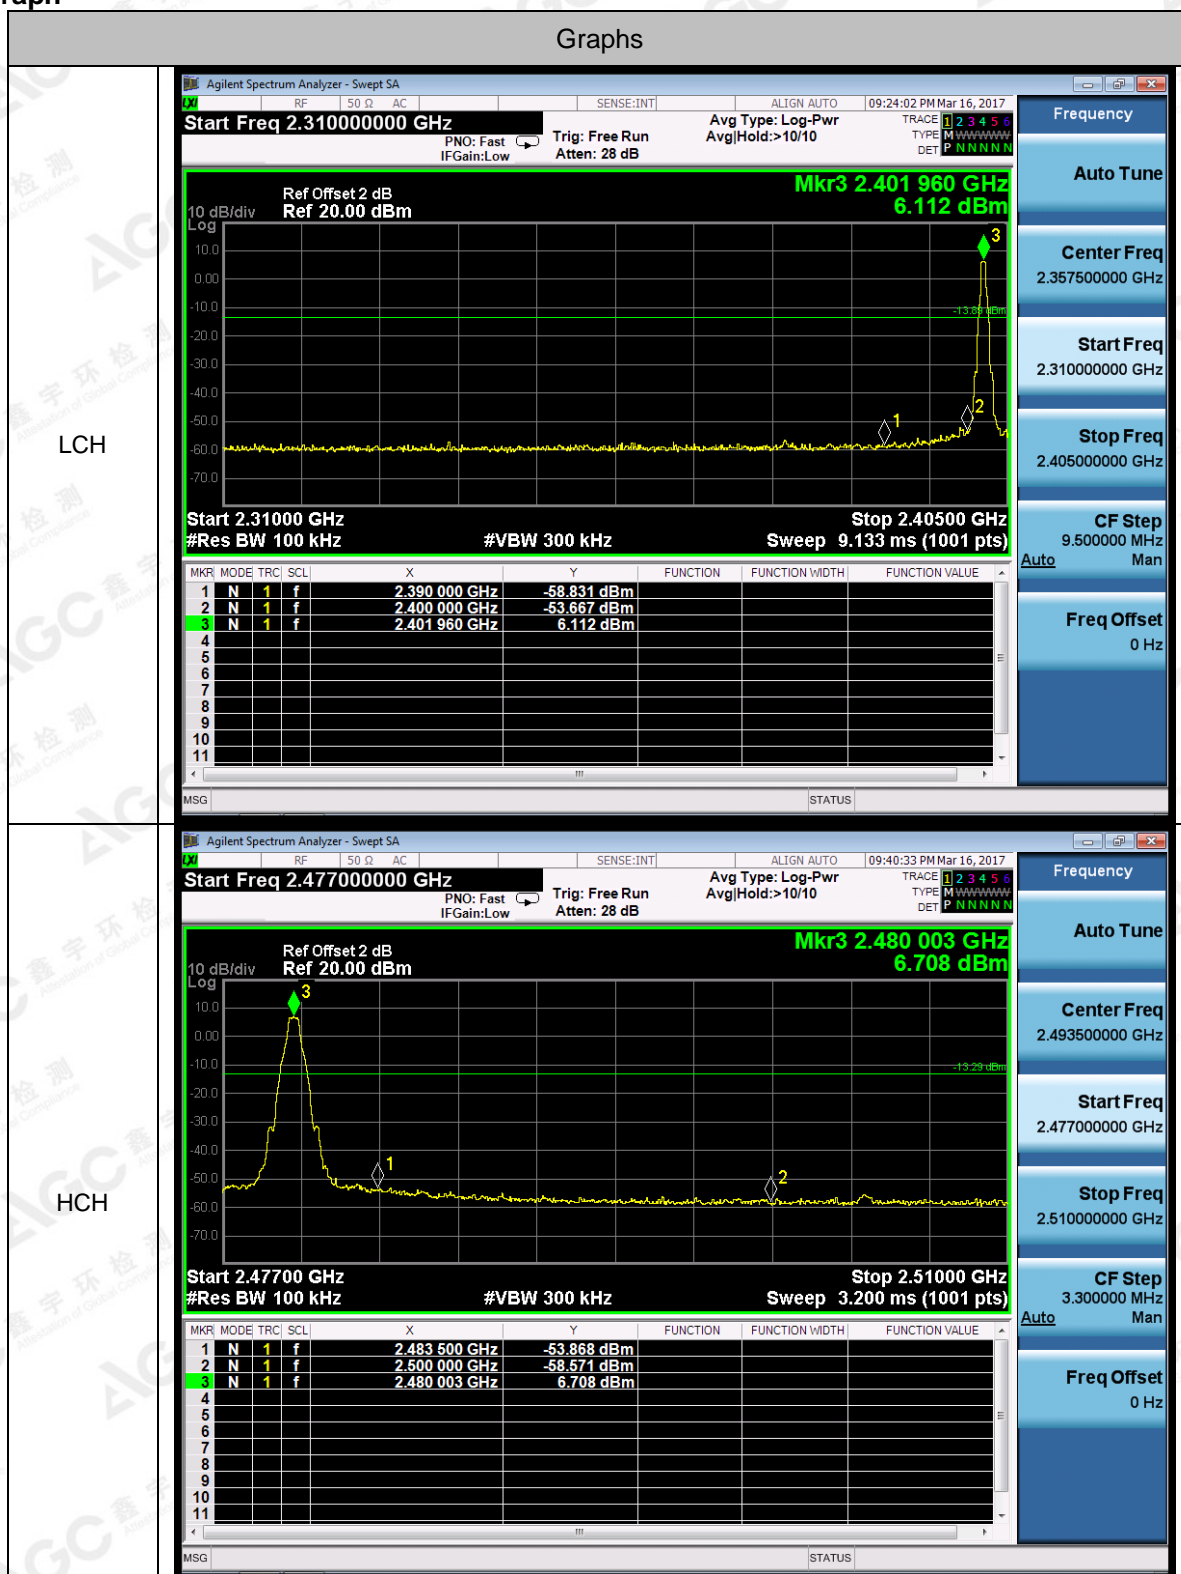 Graphs
LCH
Agilent Spectrum Analyzer - Swept SA
LXI RF 50 Ω AC SENSE:INT ALIGN AUTO 09:24:02 PM Mar 16, 2017
Start Freq 2.310000000 GHz
PNO: Fast
IFGain:Low
Trig: Free Run
Atten: 28 dB
Avg Type: Log-Pwr
Avg|Hold:>10/10
TRACE 1 2 3 4 5 6
TYPE M WWWWW
DET P N N N N N
Mkr3 2.401 960 GHz
6.112 dBm
Ref Offset 2 dB
10 dB/div Ref 20.00 dBm
Log
10.0
0.00
-10.0
-20.0
-30.0
-40.0
-50.0
-60.0
-70.0
-13.89 dBm
1
2
3
Start 2.31000 GHz Stop 2.40500 GHz
#Res BW 100 kHz #VBW 300 kHz Sweep 9.133 ms (1001 pts)
MKR MODE TRC SCL X Y FUNCTION FUNCTION WIDTH FUNCTION VALUE
1 N 1 f 2.390 000 GHz -58.831 dBm
2 N 1 f 2.400 000 GHz -53.667 dBm
3 N 1 f 2.401 960 GHz 6.112 dBm
4
5
6
7
8
9
10
11
MSG STATUS
Frequency
Auto Tune
Center Freq
2.357500000 GHz
Start Freq
2.310000000 GHz
Stop Freq
2.405000000 GHz
CF Step
9.500000 MHz
Auto Man
Freq Offset
0 Hz
HCH
Agilent Spectrum Analyzer - Swept SA
LXI RF 50 Ω AC SENSE:INT ALIGN AUTO 09:40:33 PM Mar 16, 2017
Start Freq 2.477000000 GHz
PNO: Fast
IFGain:Low
Trig: Free Run
Atten: 28 dB
Avg Type: Log-Pwr
Avg|Hold:>10/10
TRACE 1 2 3 4 5 6
TYPE M WWWWW
DET P N N N N N
Mkr3 2.480 003 GHz
6.708 dBm
Ref Offset 2 dB
10 dB/div Ref 20.00 dBm
Log
10.0
0.00
-10.0
-20.0
-30.0
-40.0
-50.0
-60.0
-70.0
-13.29 dBm
3
1
2
Start 2.47700 GHz Stop 2.51000 GHz
#Res BW 100 kHz #VBW 300 kHz Sweep 3.200 ms (1001 pts)
MKR MODE TRC SCL X Y FUNCTION FUNCTION WIDTH FUNCTION VALUE
1 N 1 f 2.483 500 GHz -53.868 dBm
2 N 1 f 2.500 000 GHz -58.571 dBm
3 N 1 f 2.480 003 GHz 6.708 dBm
4
5
6
7
8
9
10
11
MSG STATUS
Frequency
Auto Tune
Center Freq
2.493500000 GHz
Start Freq
2.477000000 GHz
Stop Freq
2.510000000 GHz
CF Step
3.300000 MHz
Auto Man
Freq Offset
0 Hz